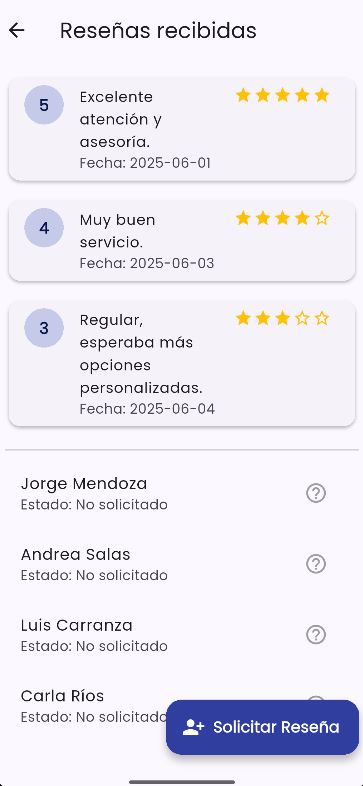 Reseñas recibidas
5
Excelente
atención y
asesoría.
Fecha: 2025-06-01
4
Muy buen
servicio.
Fecha: 2025-06-03
3
Regular,
esperaba más
opciones
personalizadas.
Fecha: 2025-06-04
Jorge Mendoza
Estado: No solicitado
?
Andrea Salas
Estado: No solicitado
?
Luis Carranza
Estado: No solicitado
?
Carla Ríos
Estado: No solicitado
Solicitar Reseña